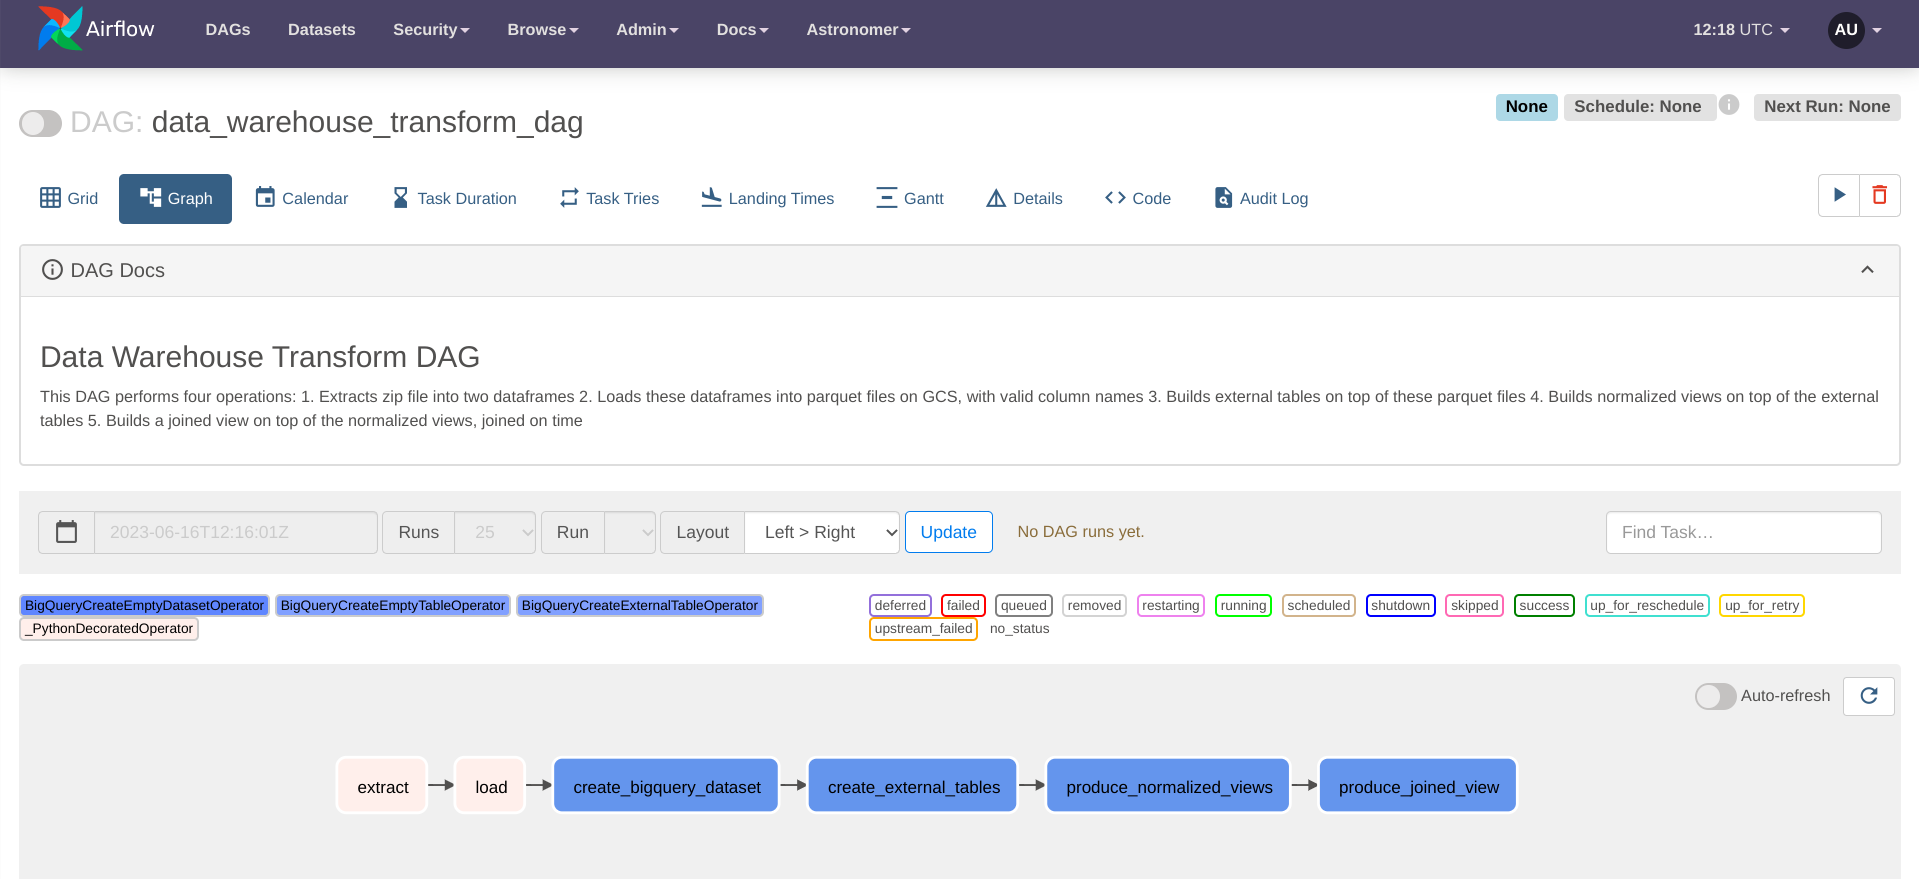 Airflow DAGs Datasets Security Browse Admin Docs Astronomer 12:18 UTC AU
DAG: data_warehouse_transform_dag None Schedule: None Next Run: None
Grid Graph Calendar Task Duration Task Tries Landing Times Gantt Details Code Audit Log
DAG Docs
Data Warehouse Transform DAG
This DAG performs four operations: 1. Extracts zip file into two dataframes 2. Loads these dataframes into parquet files on GCS, with valid column names 3. Builds external tables on top of these parquet files 4. Builds normalized views on top of the external
tables 5. Builds a joined view on top of the normalized views, joined on time
2023-06-16T12:16:01Z Runs 25 Run Layout Left > Right Update No DAG runs yet. Find Task…
BigQueryCreateEmptyDatasetOperator BigQueryCreateEmptyTableOperator BigQueryCreateExternalTableOperator
_PythonDecoratedOperator
deferred failed queued removed restarting running scheduled shutdown skipped success up_for_reschedule up_for_retry
upstream_failed no_status
Auto-refresh
extract load create_bigquery_dataset create_external_tables produce_normalized_views produce_joined_view